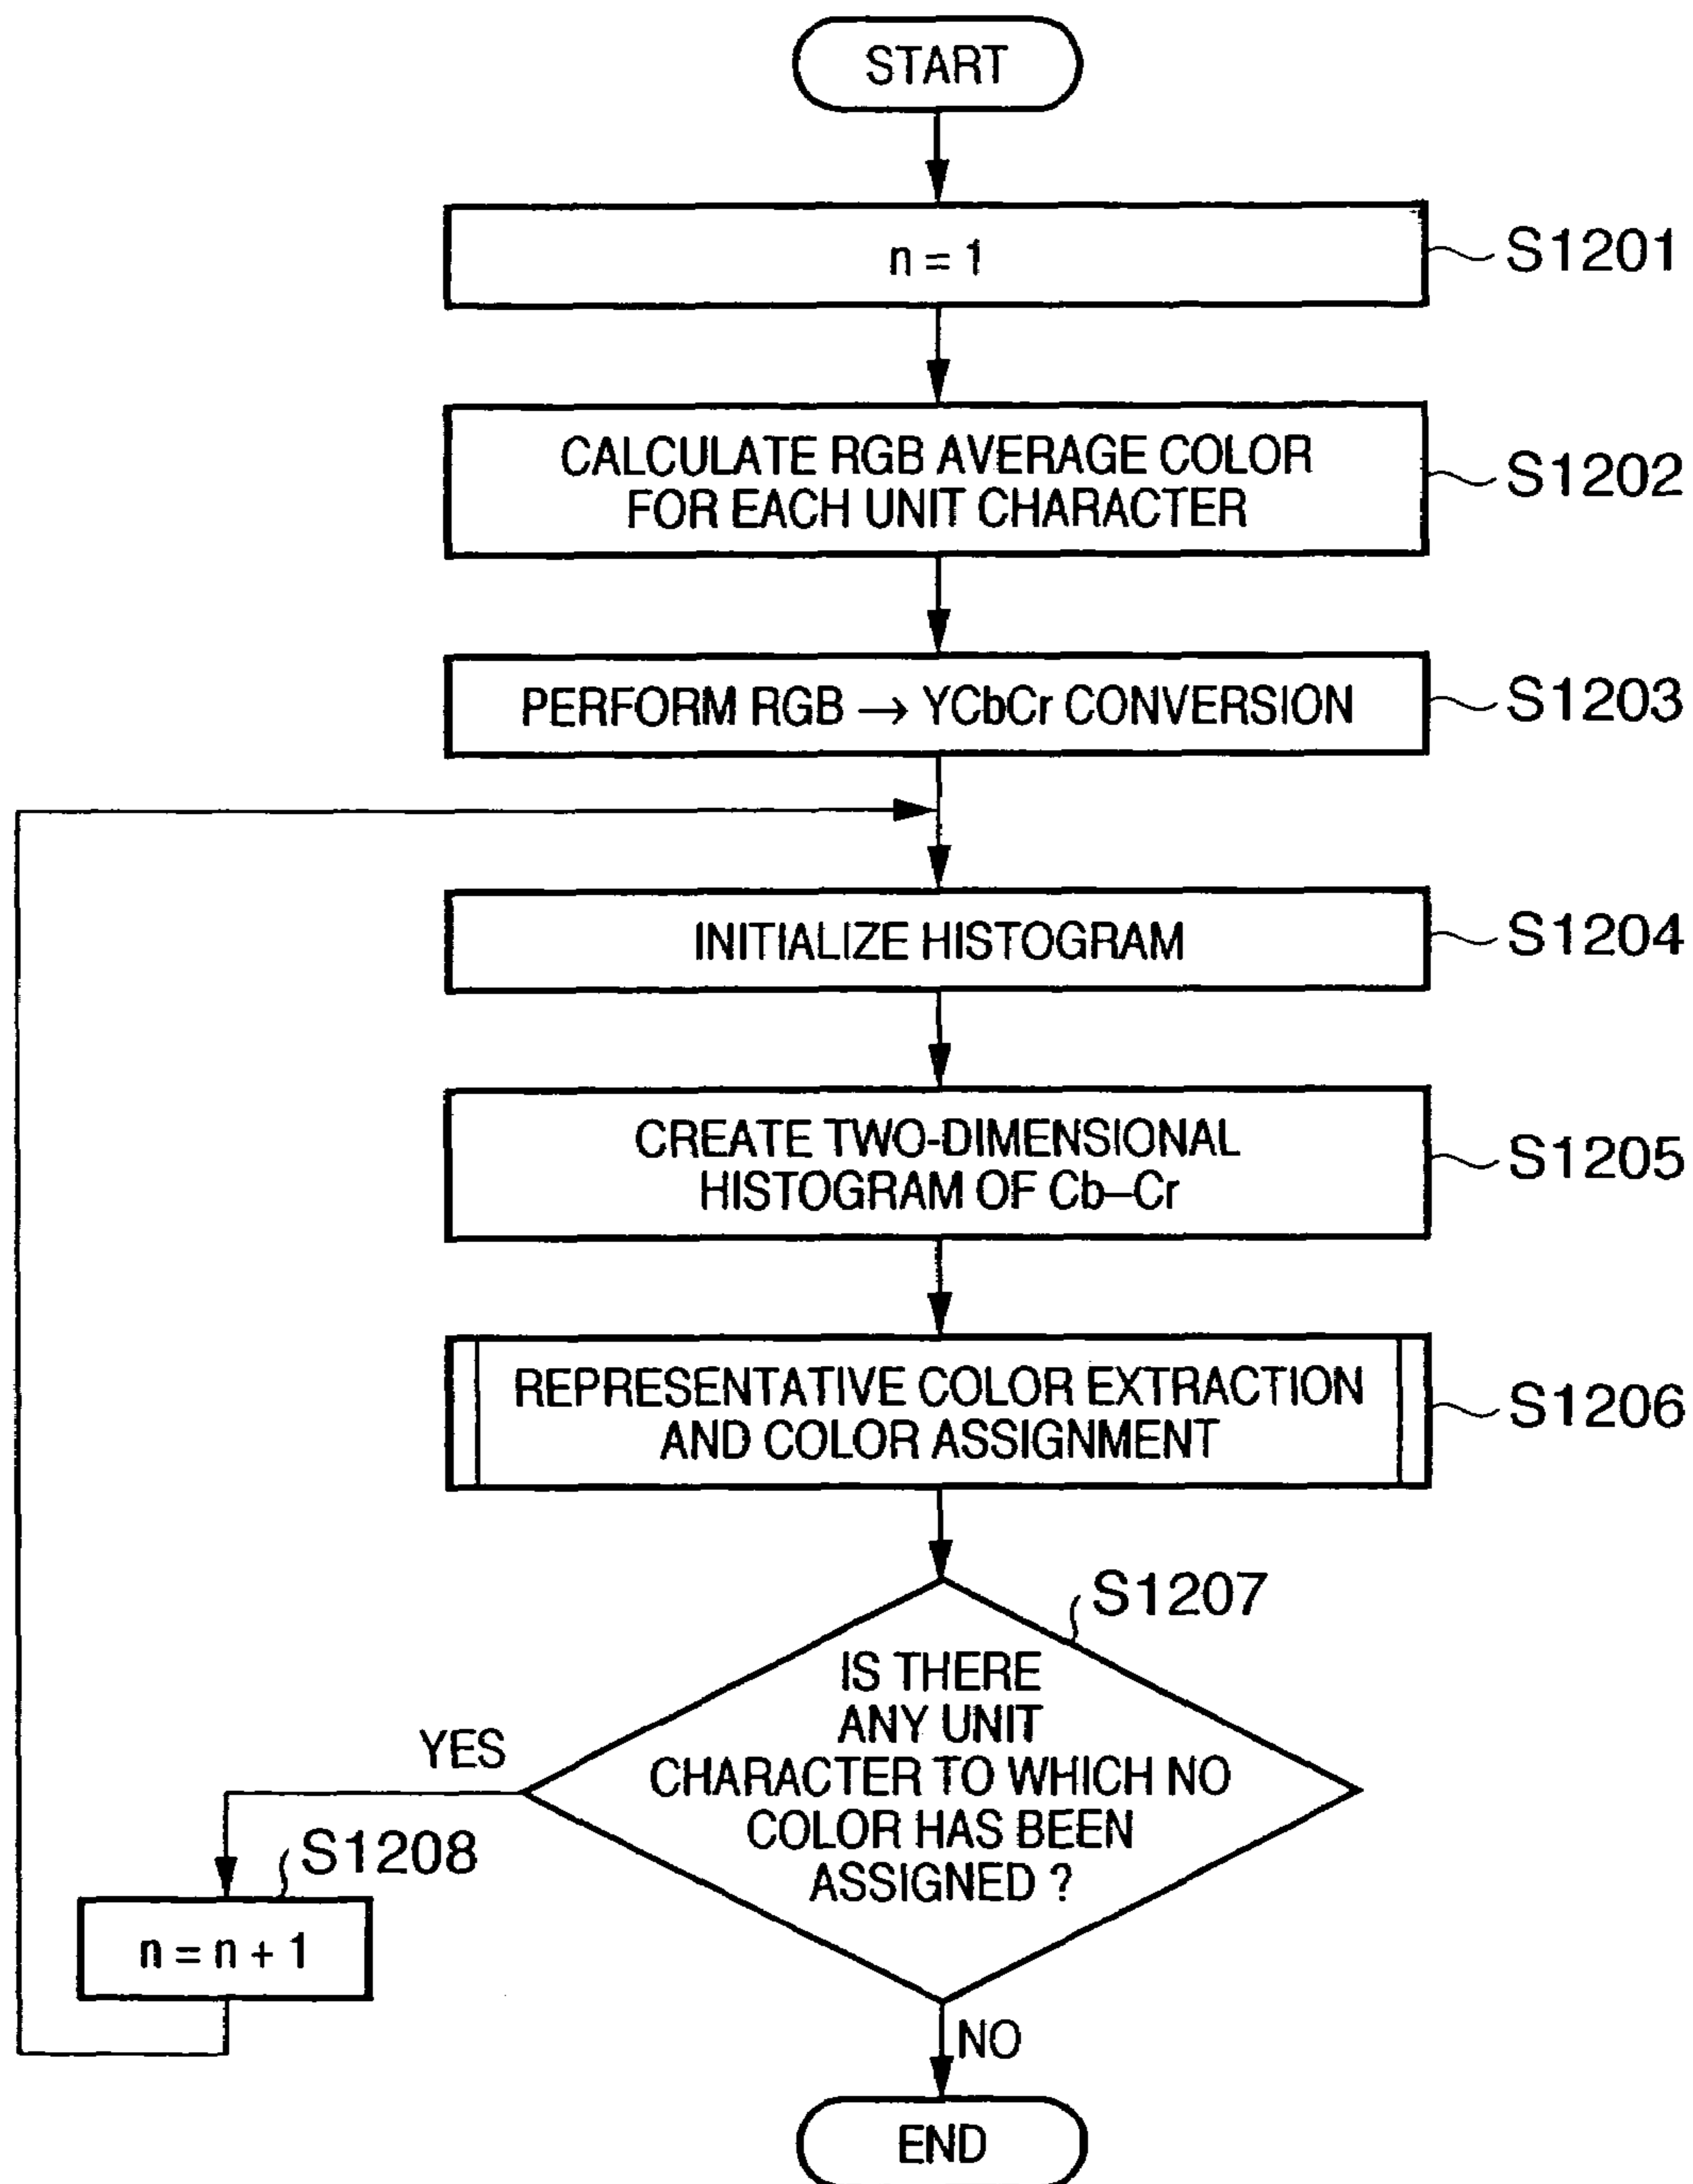 START
n = 1
S1201
CALCULATE RGB AVERAGE COLOR
FOR EACH UNIT CHARACTER
S1202
PERFORM RGB → YCbCr CONVERSION
S1203
INITIALIZE HISTOGRAM
S1204
CREATE TWO-DIMENSIONAL
HISTOGRAM OF Cb–Cr
S1205
REPRESENTATIVE COLOR EXTRACTION
AND COLOR ASSIGNMENT
S1206
S1207
IS THERE
ANY UNIT
CHARACTER TO WHICH NO
COLOR HAS BEEN
ASSIGNED ?
YES
S1208
n = n + 1
NO
END